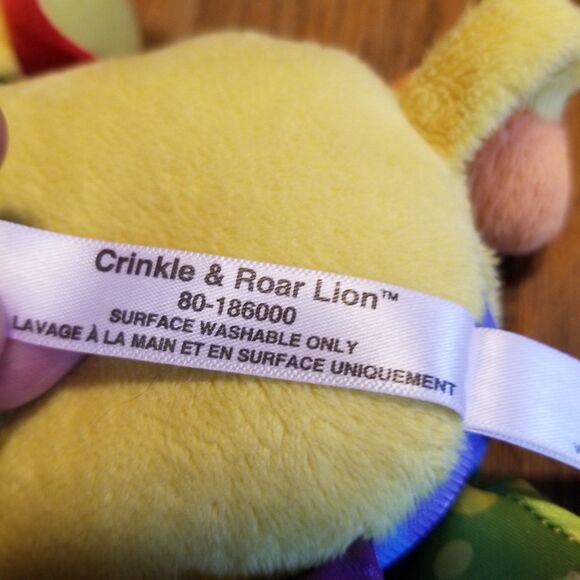 Crinkle & Roar Lion™
80-186000
SURFACE WASHABLE ONLY
LAVAGE À LA MAIN ET EN SURFACE UNIQUEMENT